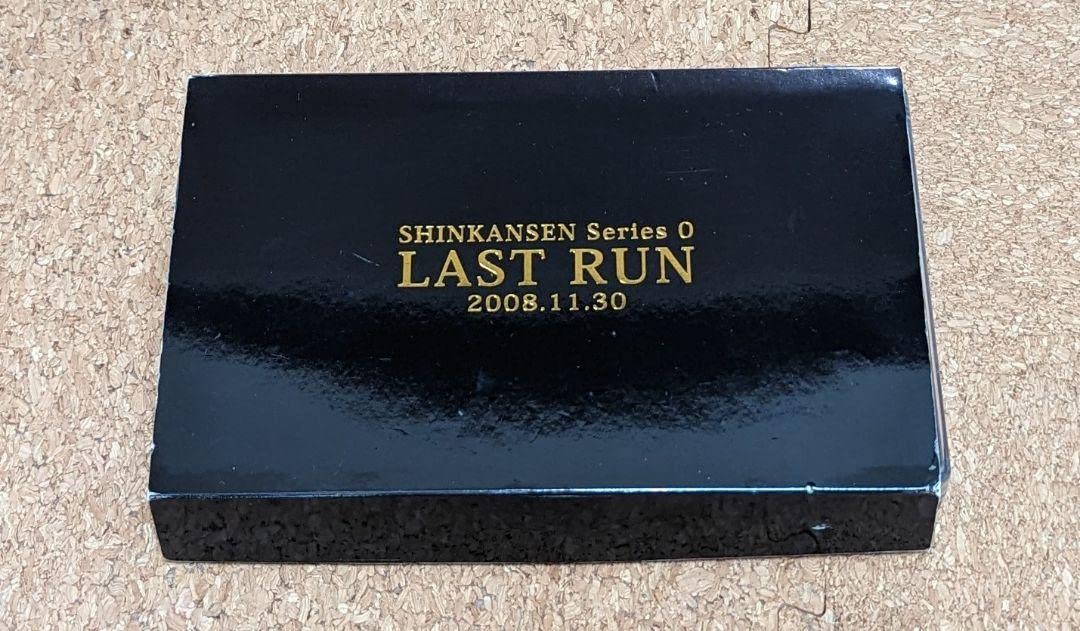 SHINKANSEN Series 0
LAST RUN
2008.11.30